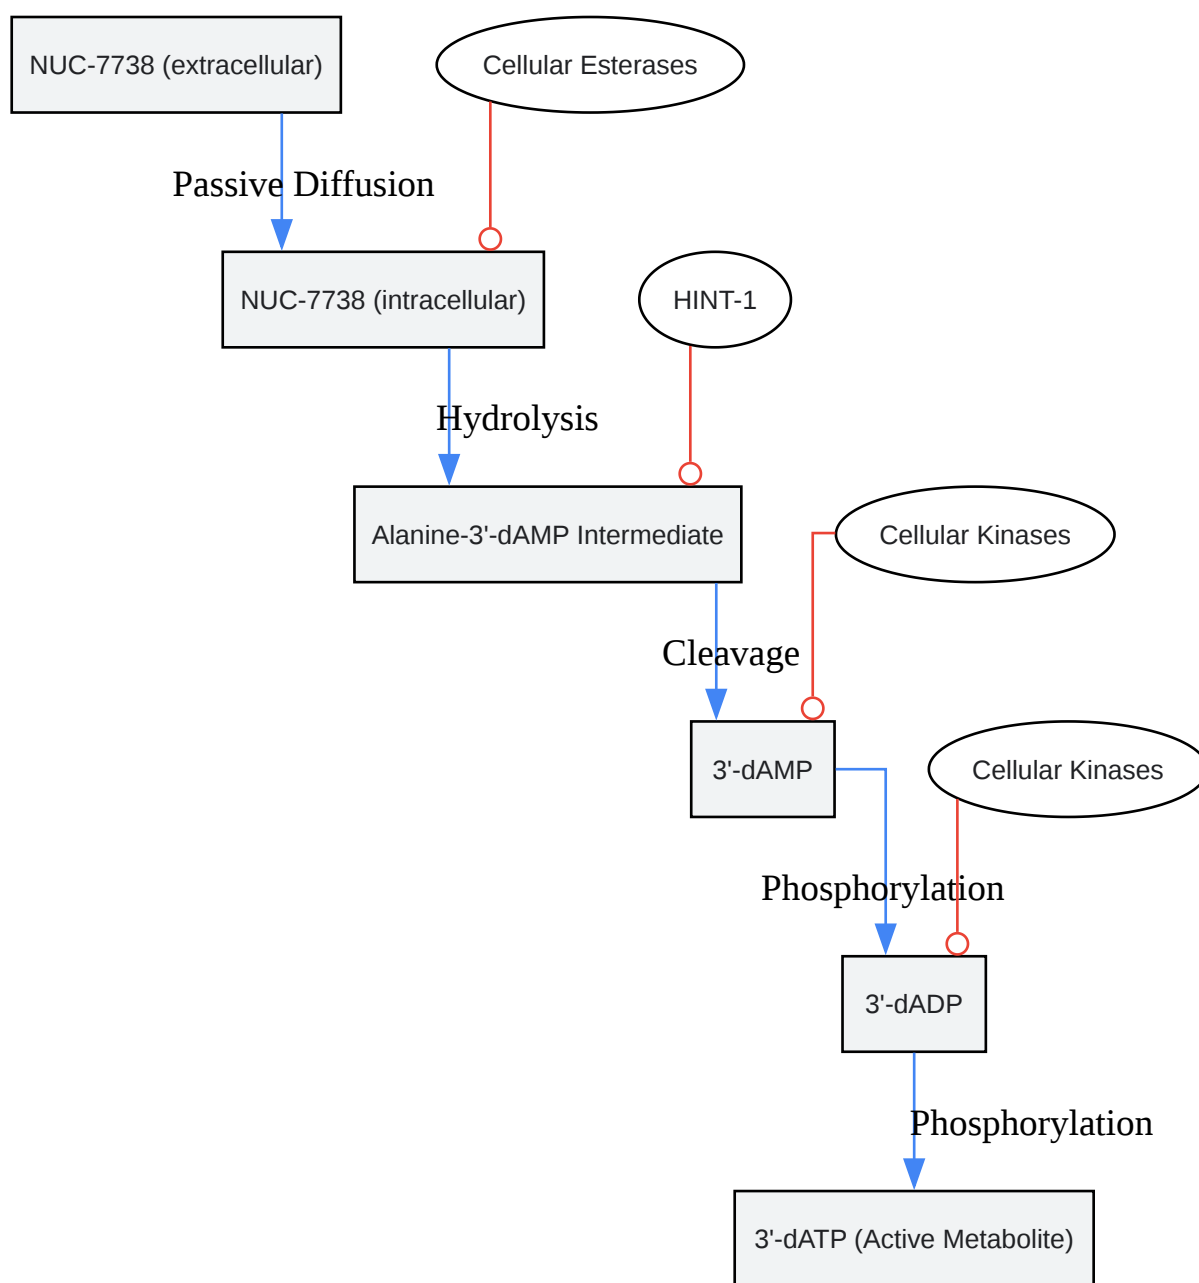 NUC-7738 (extracellular)
Cellular Esterases
Passive Diffusion
NUC-7738 (intracellular)
HINT-1
Hydrolysis
Alanine-3'-dAMP Intermediate
Cellular Kinases
Cleavage
3'-dAMP
Cellular Kinases
Phosphorylation
3'-dADP
Phosphorylation
3'-dATP (Active Metabolite)